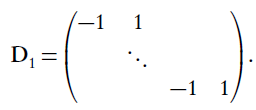 D₁ = ( −1 1
⋱
−1 1 ) .